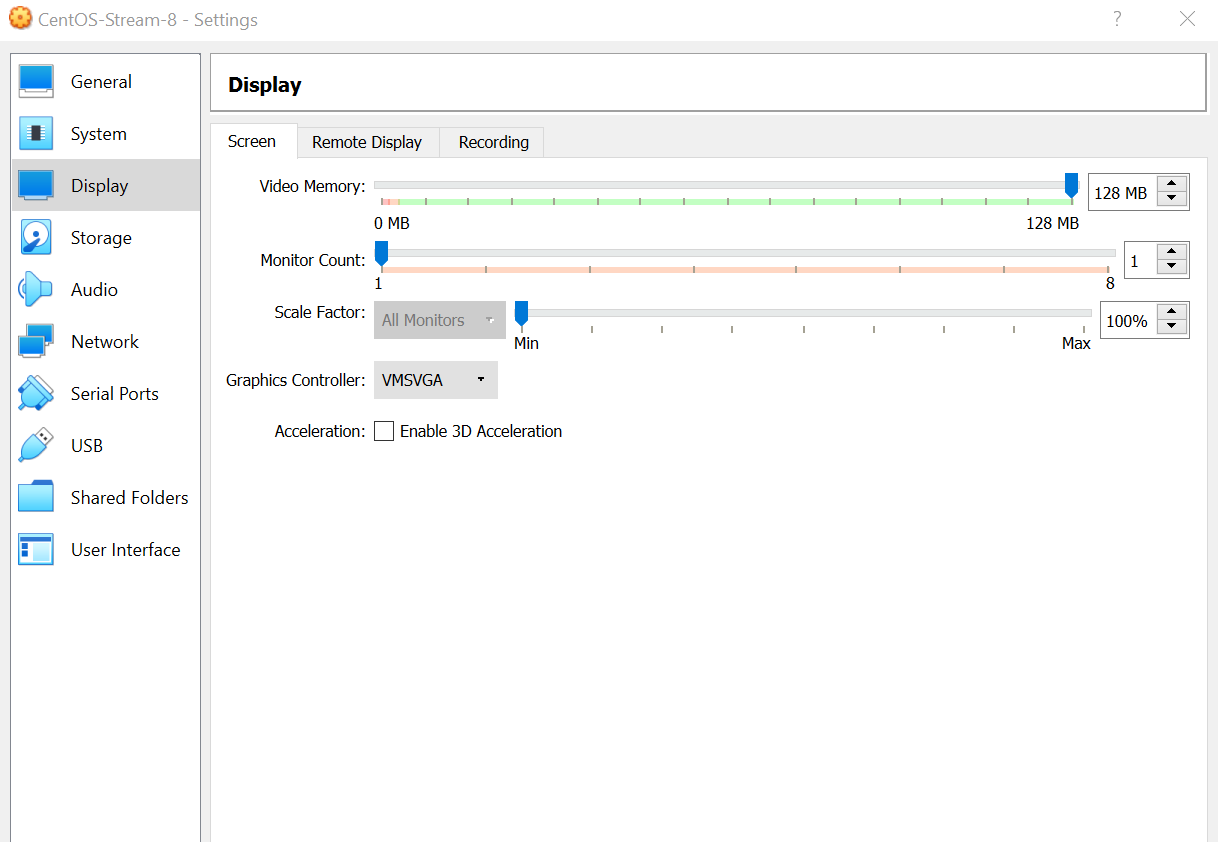 CentOS-Stream-8 - Settings
?
General
System
Display
Storage
Audio
Network
Serial Ports
USB
Shared Folders
User Interface
Display
Screen
Remote Display
Recording
Video Memory:
128 MB
0 MB
128 MB
Monitor Count:
1
1
8
Scale Factor:
All Monitors
100%
Min
Max
Graphics Controller:
VMSVGA
Acceleration:
Enable 3D Acceleration